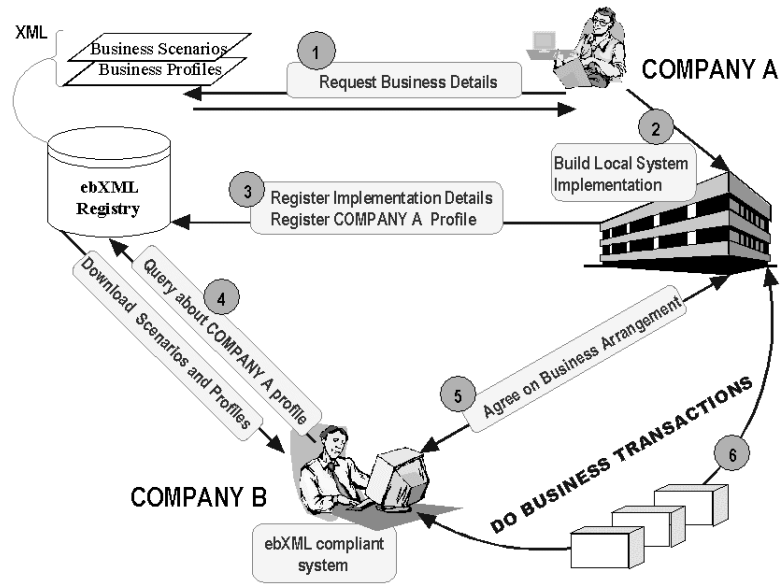 XML
Business Scenarios
Business Profiles
1
Request Business Details
COMPANY A
2
Build Local System
Implementation
ebXML
Registry
3
Register Implementation Details
Register COMPANY A Profile
4
Query about COMPANY A profile
Download Scenarios and Profiles
5
Agree on Business Arrangement
6
DO BUSINESS TRANSACTIONS
COMPANY B
ebXML compliant
system